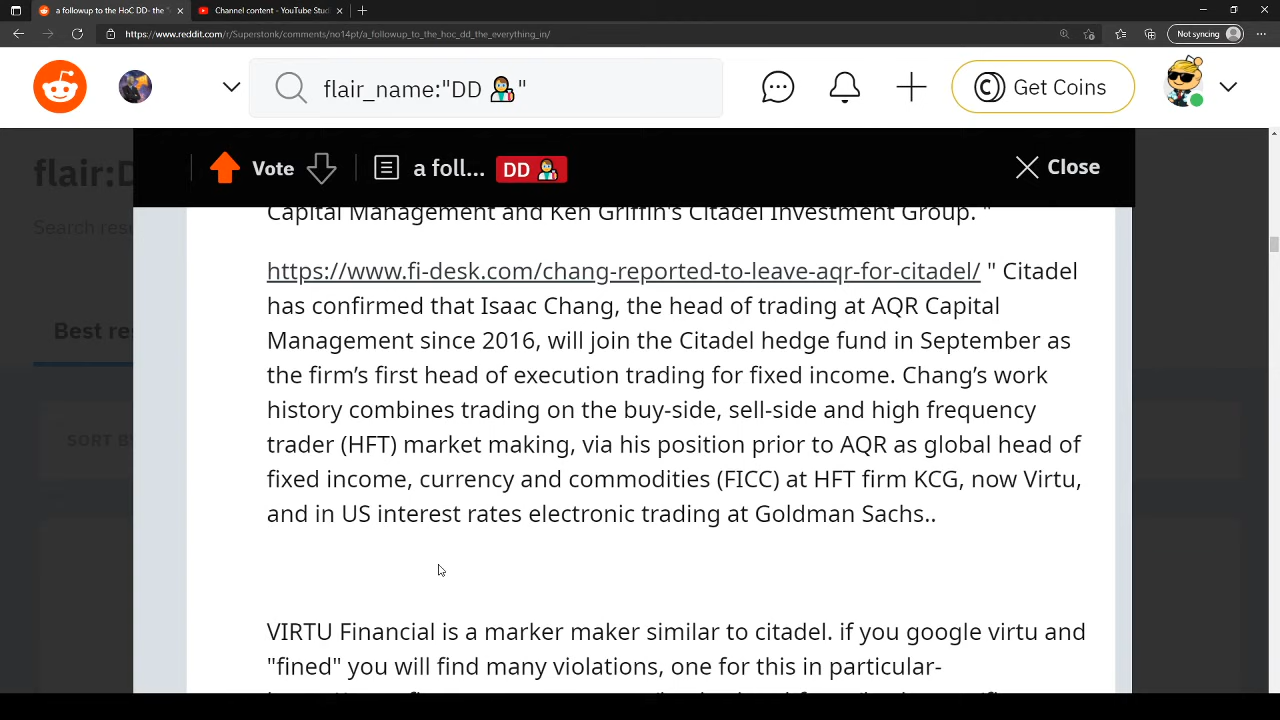 a followup to the HoC DD- the
Channel content - YouTube Stud
https://www.reddit.com/r/Superstonk/comments/no14pt/a_followup_to_the_hoc_dd_the_everything_in/
Not syncing
flair_name:"DD 👩‍⚕️"
Get Coins
flair:D
Vote
a foll...
DD
Close
Search resu
Capital Management and Ken Griffin's Citadel Investment Group. "
https://www.fi-desk.com/chang-reported-to-leave-aqr-for-citadel/ " Citadel
has confirmed that Isaac Chang, the head of trading at AQR Capital
Best re
Management since 2016, will join the Citadel hedge fund in September as
the firm’s first head of execution trading for fixed income. Chang’s work
history combines trading on the buy-side, sell-side and high frequency
SORT BY
trader (HFT) market making, via his position prior to AQR as global head of
fixed income, currency and commodities (FICC) at HFT firm KCG, now Virtu,
and in US interest rates electronic trading at Goldman Sachs..
VIRTU Financial is a marker maker similar to citadel. if you google virtu and
"fined" you will find many violations, one for this in particular-